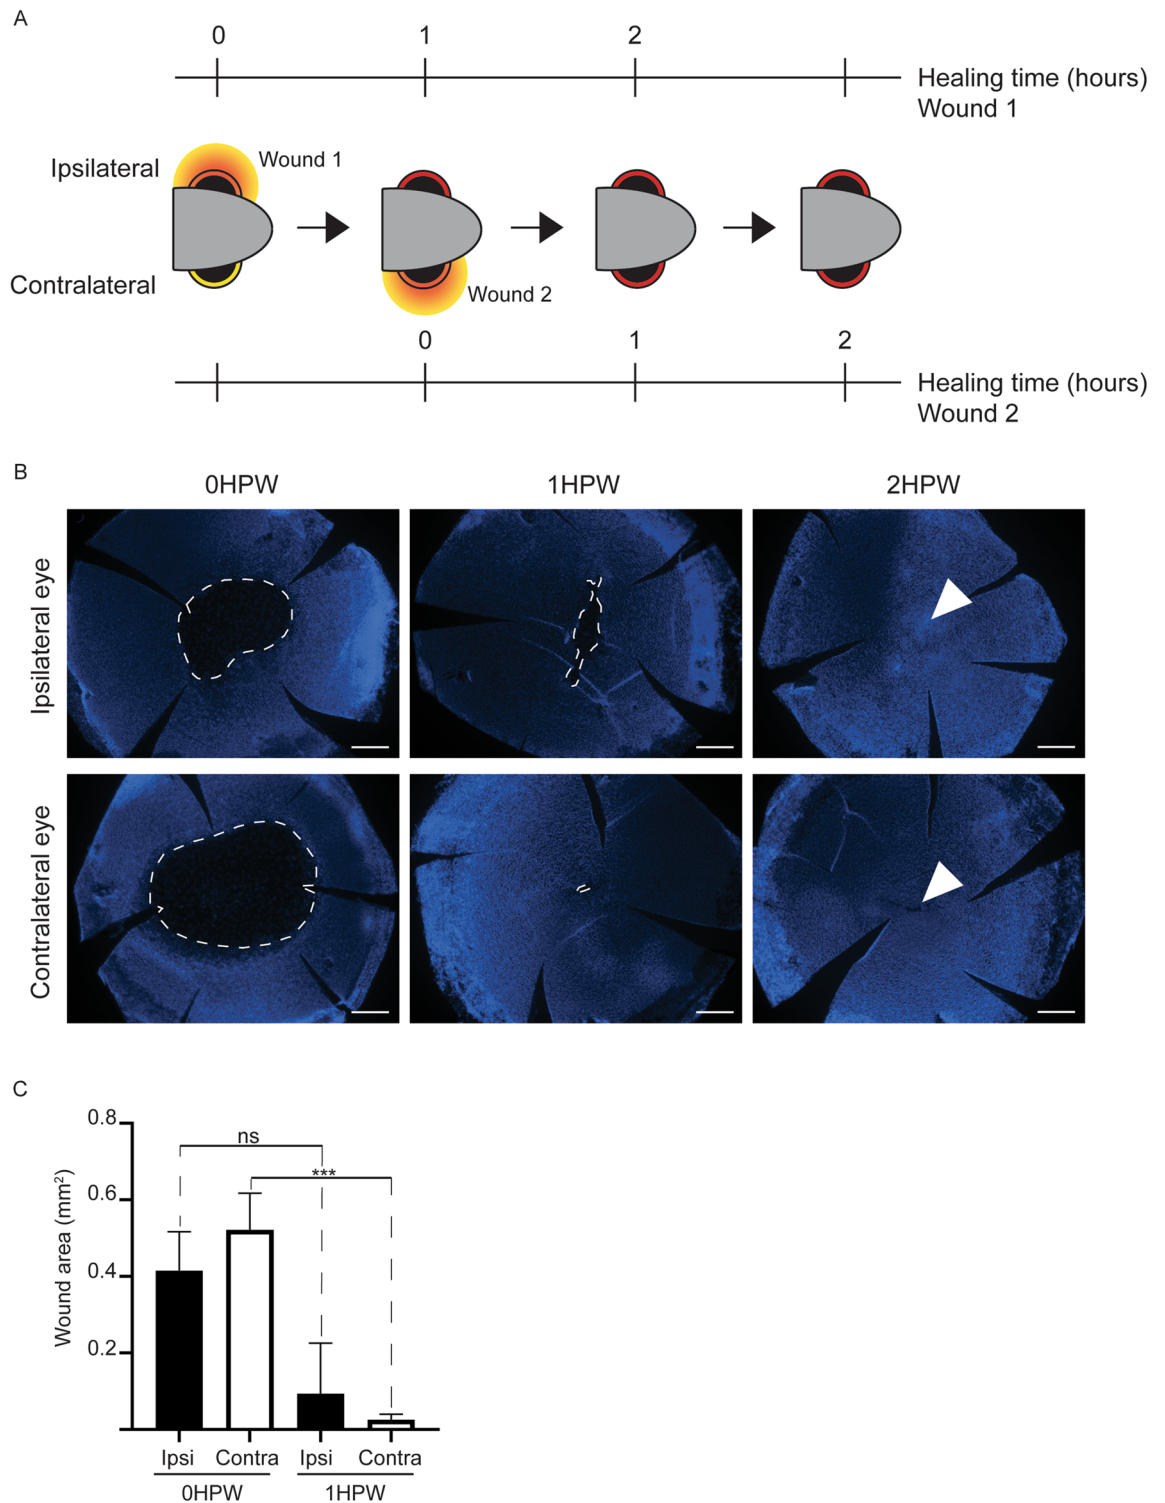 A
0 1 2
Healing time (hours)
Wound 1
Ipsilateral
Wound 1
Contralateral
Wound 2
0 1 2
Healing time (hours)
Wound 2
B
0HPW 1HPW 2HPW
Ipsilateral eye
Contralateral eye
C
Wound area (mm²)
0.8
0.6
0.4
0.2
ns
***
Ipsi Contra Ipsi Contra
0HPW 1HPW